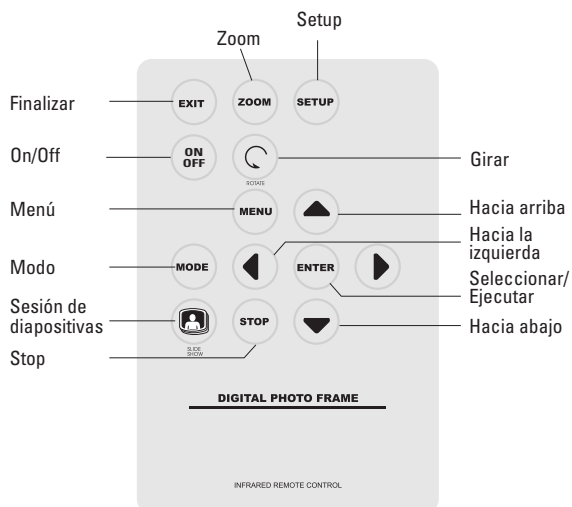 Setup
Zoom
Finalizar
EXIT
ZOOM
SETUP
On/Off
ON
OFF
ROTATE
Girar
Menú
MENU
Hacia arriba
Hacia la
izquierda
Modo
MODE
ENTER
Seleccionar/
Ejecutar
Sesión de
diapositivas
SLIDE
SHOW
STOP
Hacia abajo
Stop
DIGITAL PHOTO FRAME
INFRARED REMOTE CONTROL